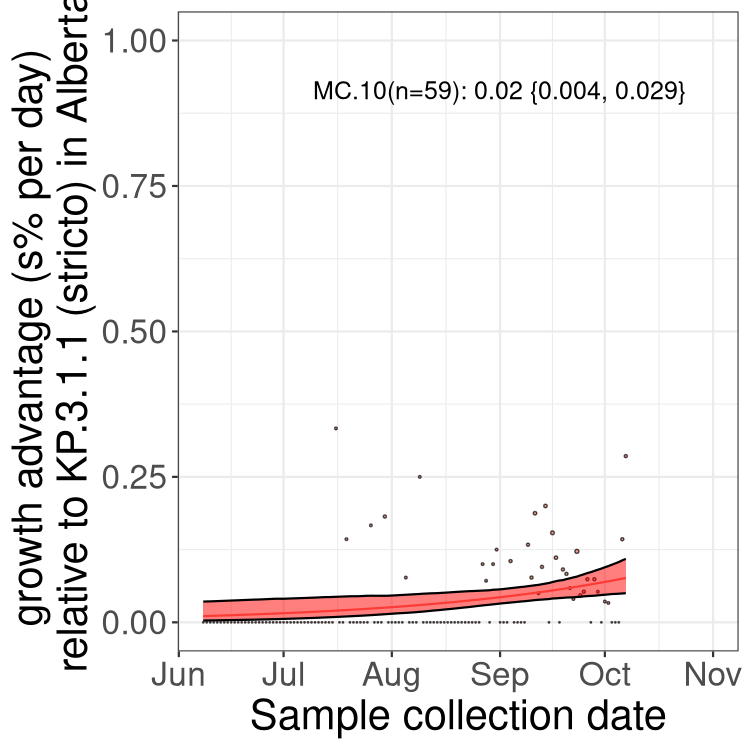 growth advantage (s% per day)
relative to KP.3.1.1 (stricto) in Alberta
1.00
0.75
0.50
0.25
0.00
MC.10(n=59): 0.02 {0.004, 0.029}
Jun Jul Aug Sep Oct Nov
Sample collection date